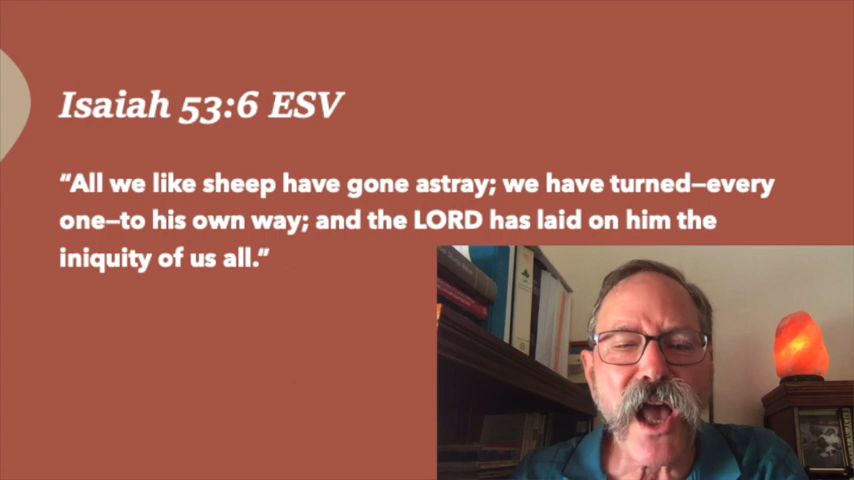 Isaiah 53:6 ESV
“All we like sheep have gone astray; we have turned—every
one—to his own way; and the LORD has laid on him the
iniquity of us all.”